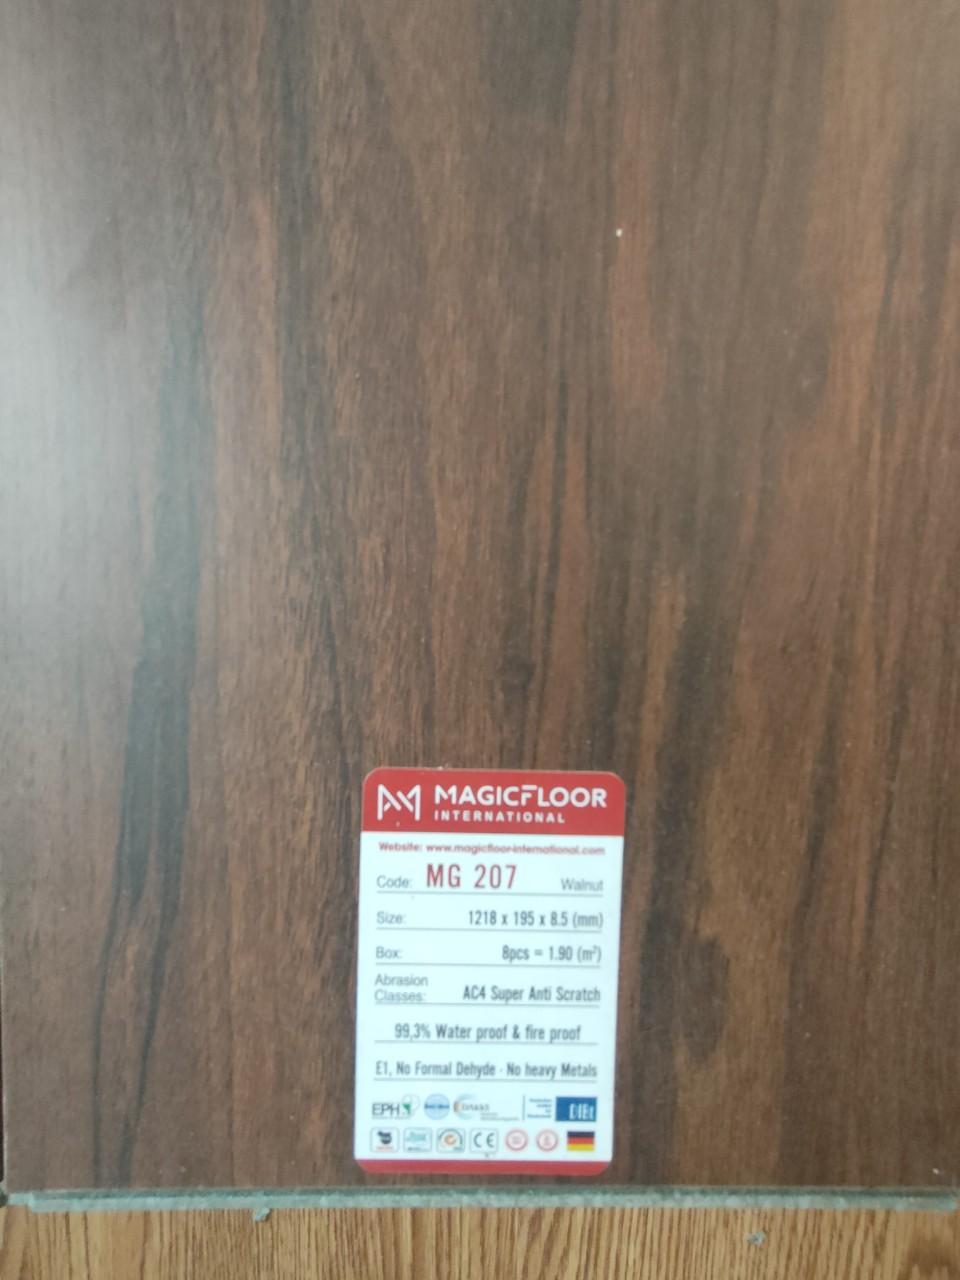 MAGICFLOOR
INTERNATIONAL
Website: www.magicfloor-international.com
Code: MG 207 Walnut
Size: 1218 x 195 x 8.5 (mm)
Box: 8pcs = 1.90 (m²)
Abrasion
Classes: AC4 Super Anti Scratch
99,3% Water proof & fire proof
E1, No Formal Dehyde - No heavy Metals
EPH DAkkS DIBt
CE